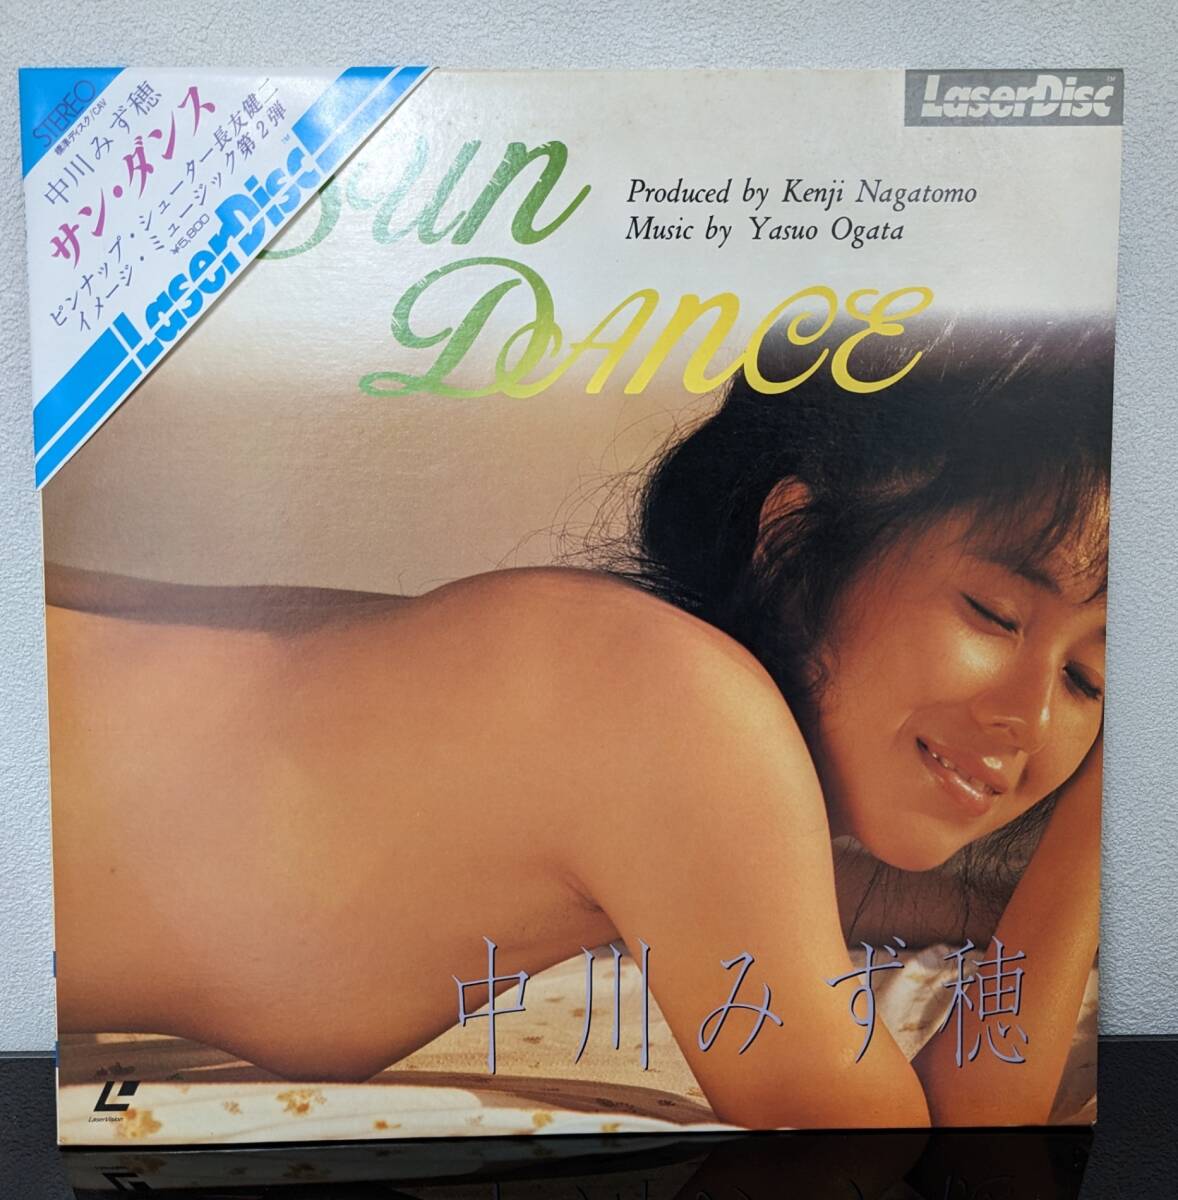 STEREO
標準ディスク/CAV
中川みず穂
サン・ダンス
ピンナップ・シューター長友健二
イメージ・ミュージック第2弾
¥5,800
LaserDisc™
LaserDisc™
Sun
DANCE
Produced by Kenji Nagatomo
Music by Yasuo Ogata
中川みず穂
LaserVision